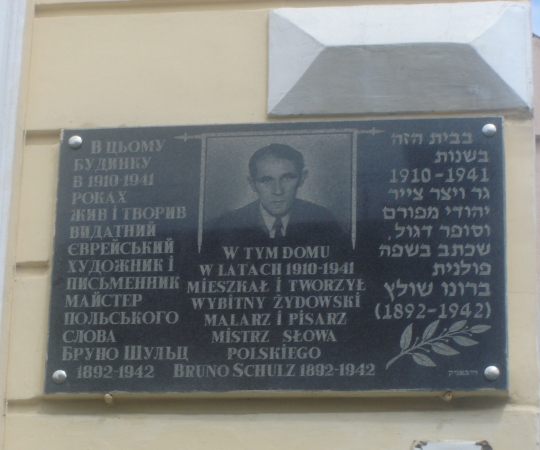 В ЦЬОМУ
БУДИНКУ
В 1910-1941
РОКАХ
ЖИВ І ТВОРИВ
ВИДАТНИЙ
ЄВРЕЙСЬКИЙ
ХУДОЖНИК І
ПИСЬМЕННИК
МАЙСТЕР
ПОЛЬСЬКОГО
СЛОВА
БРУНО ШУЛЬЦ
1892-1942
W TYM DOMU
W LATACH 1910-1941
MIESZKAŁ I TWORZYŁ
WYBITNY ŻYDOWSKI
MALARZ I PISARZ
MISTRZ SŁOWA
POLSKIEGO
BRUNO SCHULZ 1892-1942
בבית הזה
בשנות
1910-1941
גר ויצר צייר
יהודי מפורם
וסופר דגול,
שכתב בשפה
פולנית
ברונו שולץ
(1892-1942)